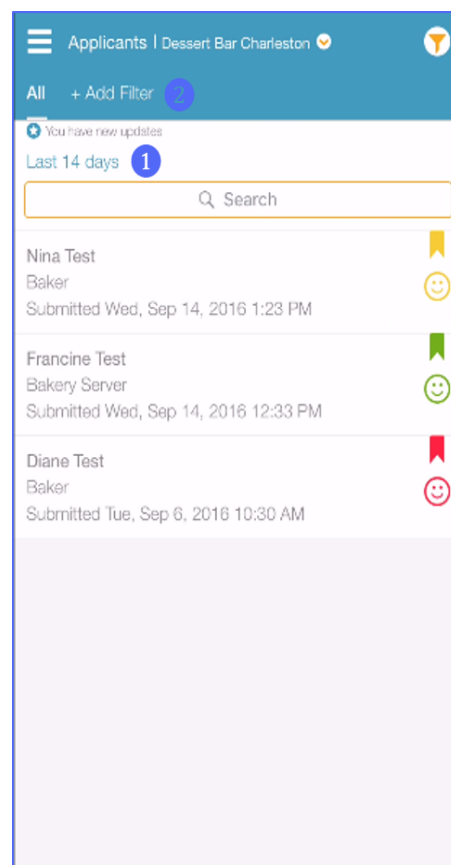 Applicants | Dessert Bar Charleston
All + Add Filter 2
You have new updates
Last 14 days 1
Search
Nina Test
Baker
Submitted Wed, Sep 14, 2016 1:23 PM
Francine Test
Bakery Server
Submitted Wed, Sep 14, 2016 12:33 PM
Diane Test
Baker
Submitted Tue, Sep 6, 2016 10:30 AM